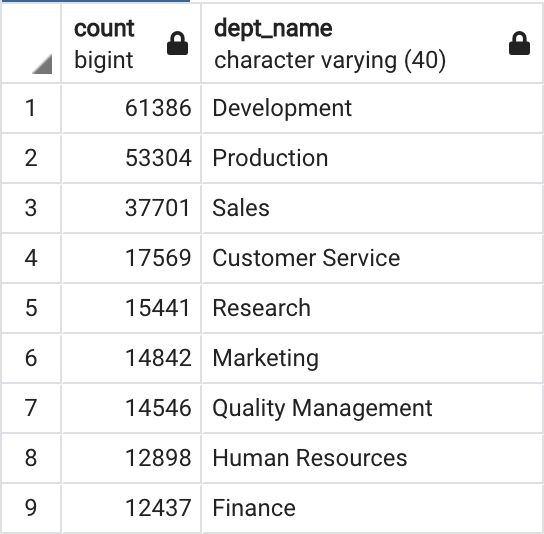 count dept_name
bigint character varying (40)
1 61386 Development
2 53304 Production
3 37701 Sales
4 17569 Customer Service
5 15441 Research
6 14842 Marketing
7 14546 Quality Management
8 12898 Human Resources
9 12437 Finance